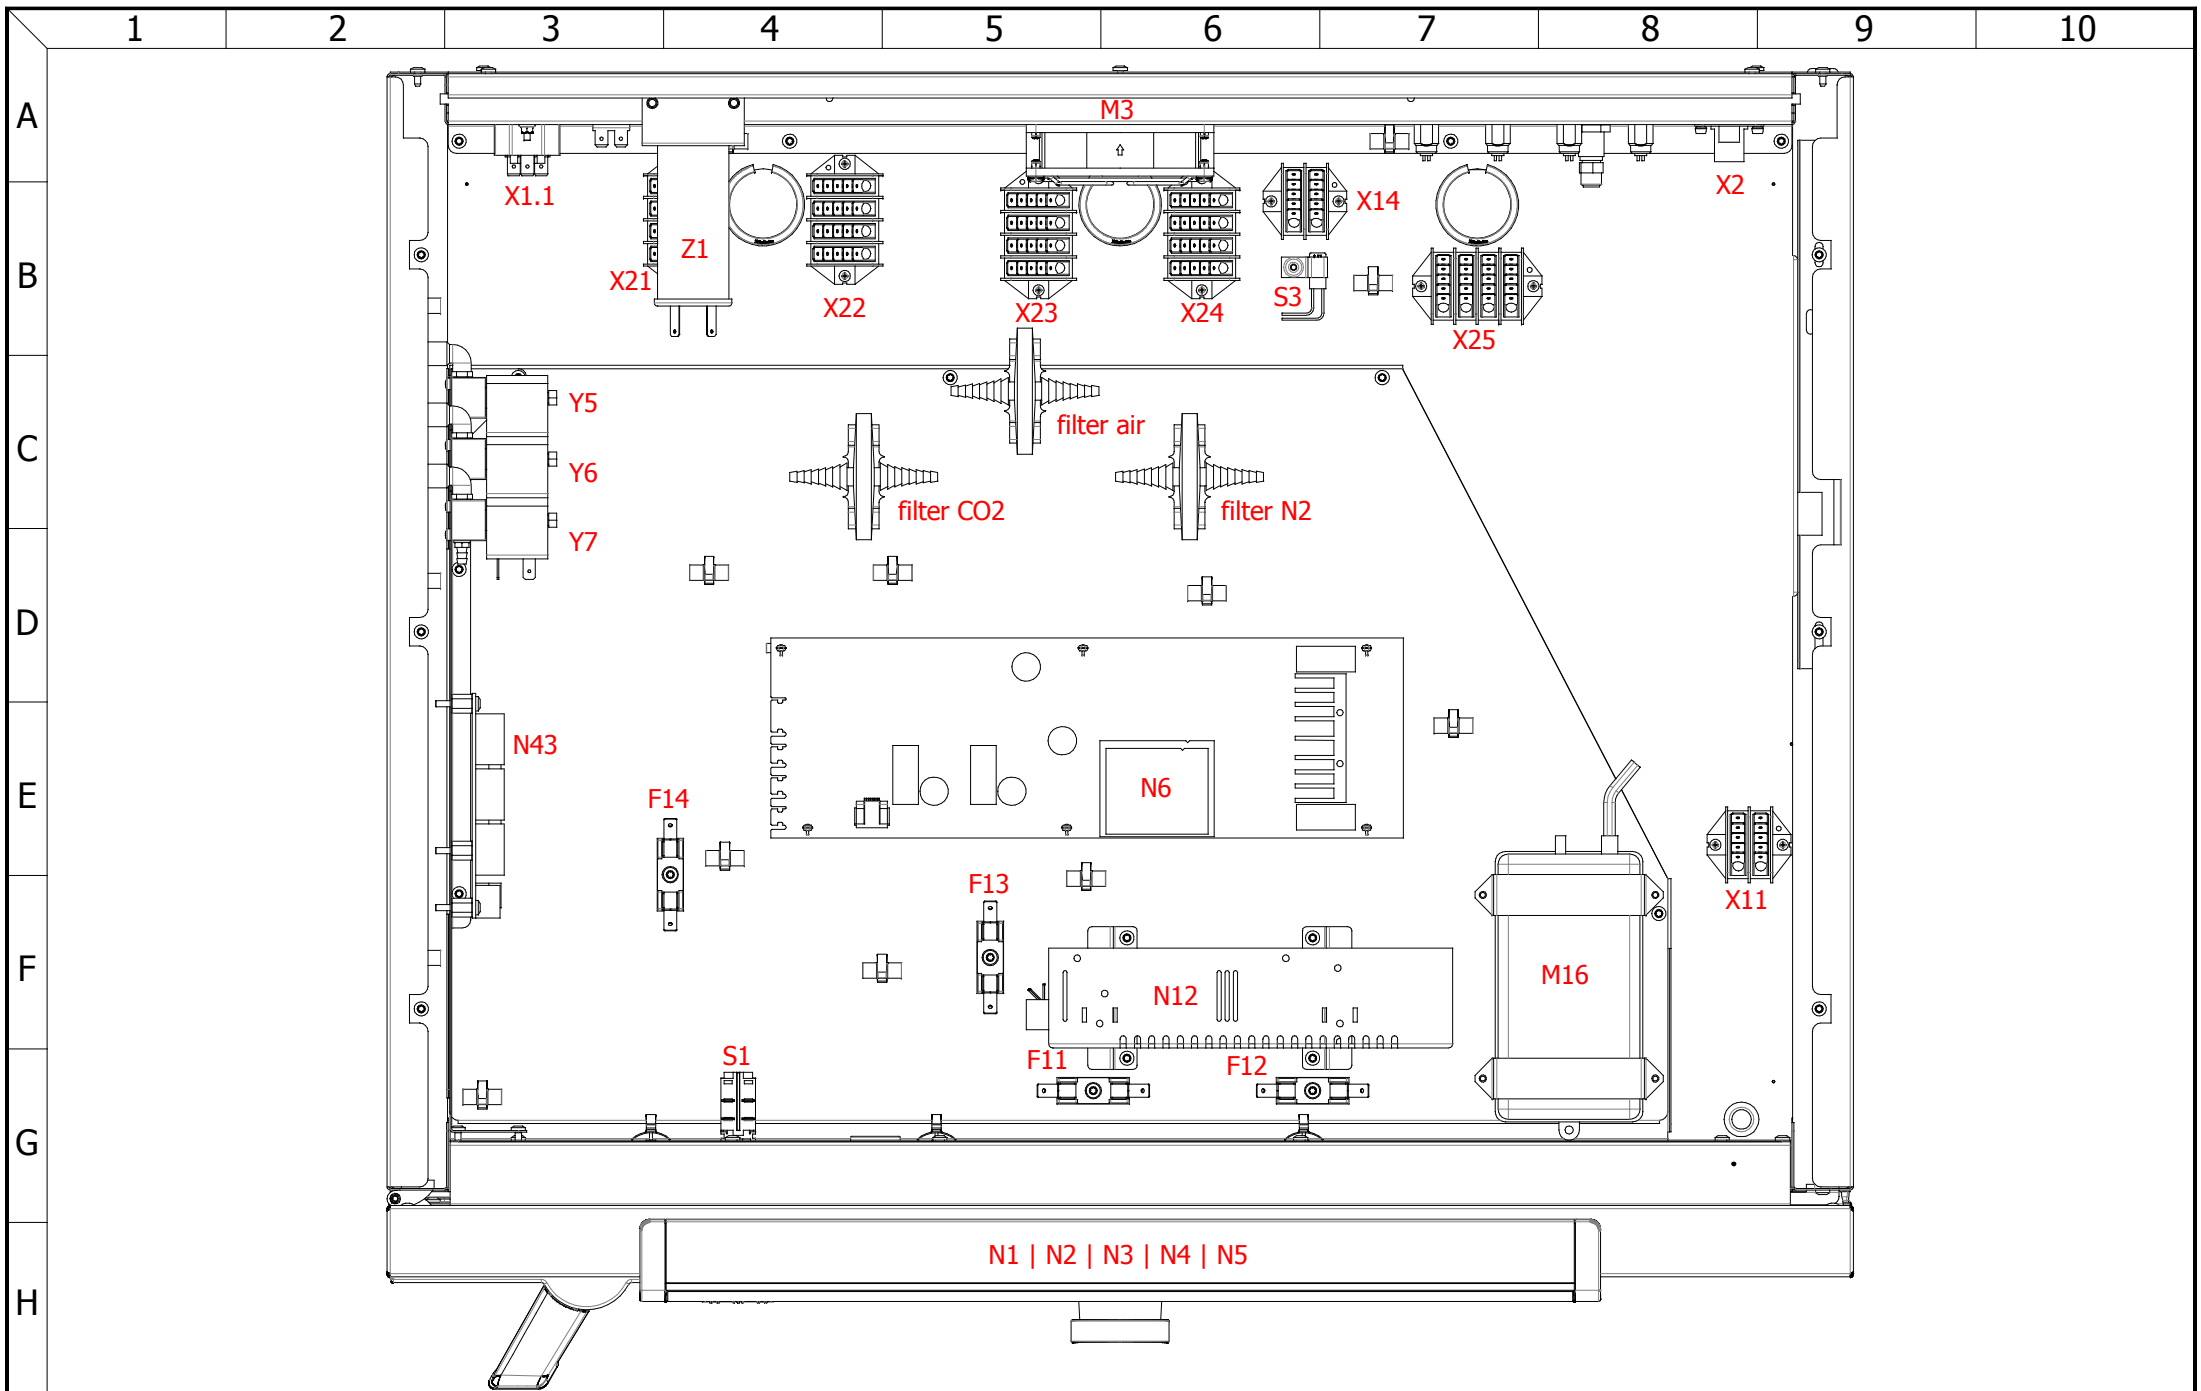 1 2 3 4 5 6 7 8 9 10
A
M3
X1.1
X2
X14
B
Z1
X21
X22
X23
X24
S3
X25
C
Y5
filter air
Y6
filter CO2
filter N2
Y7
D
E
N43
N6
F14
F13
X11
F
N12
M16
S1
F11
F12
G
N1 | N2 | N3 | N4 | N5
H